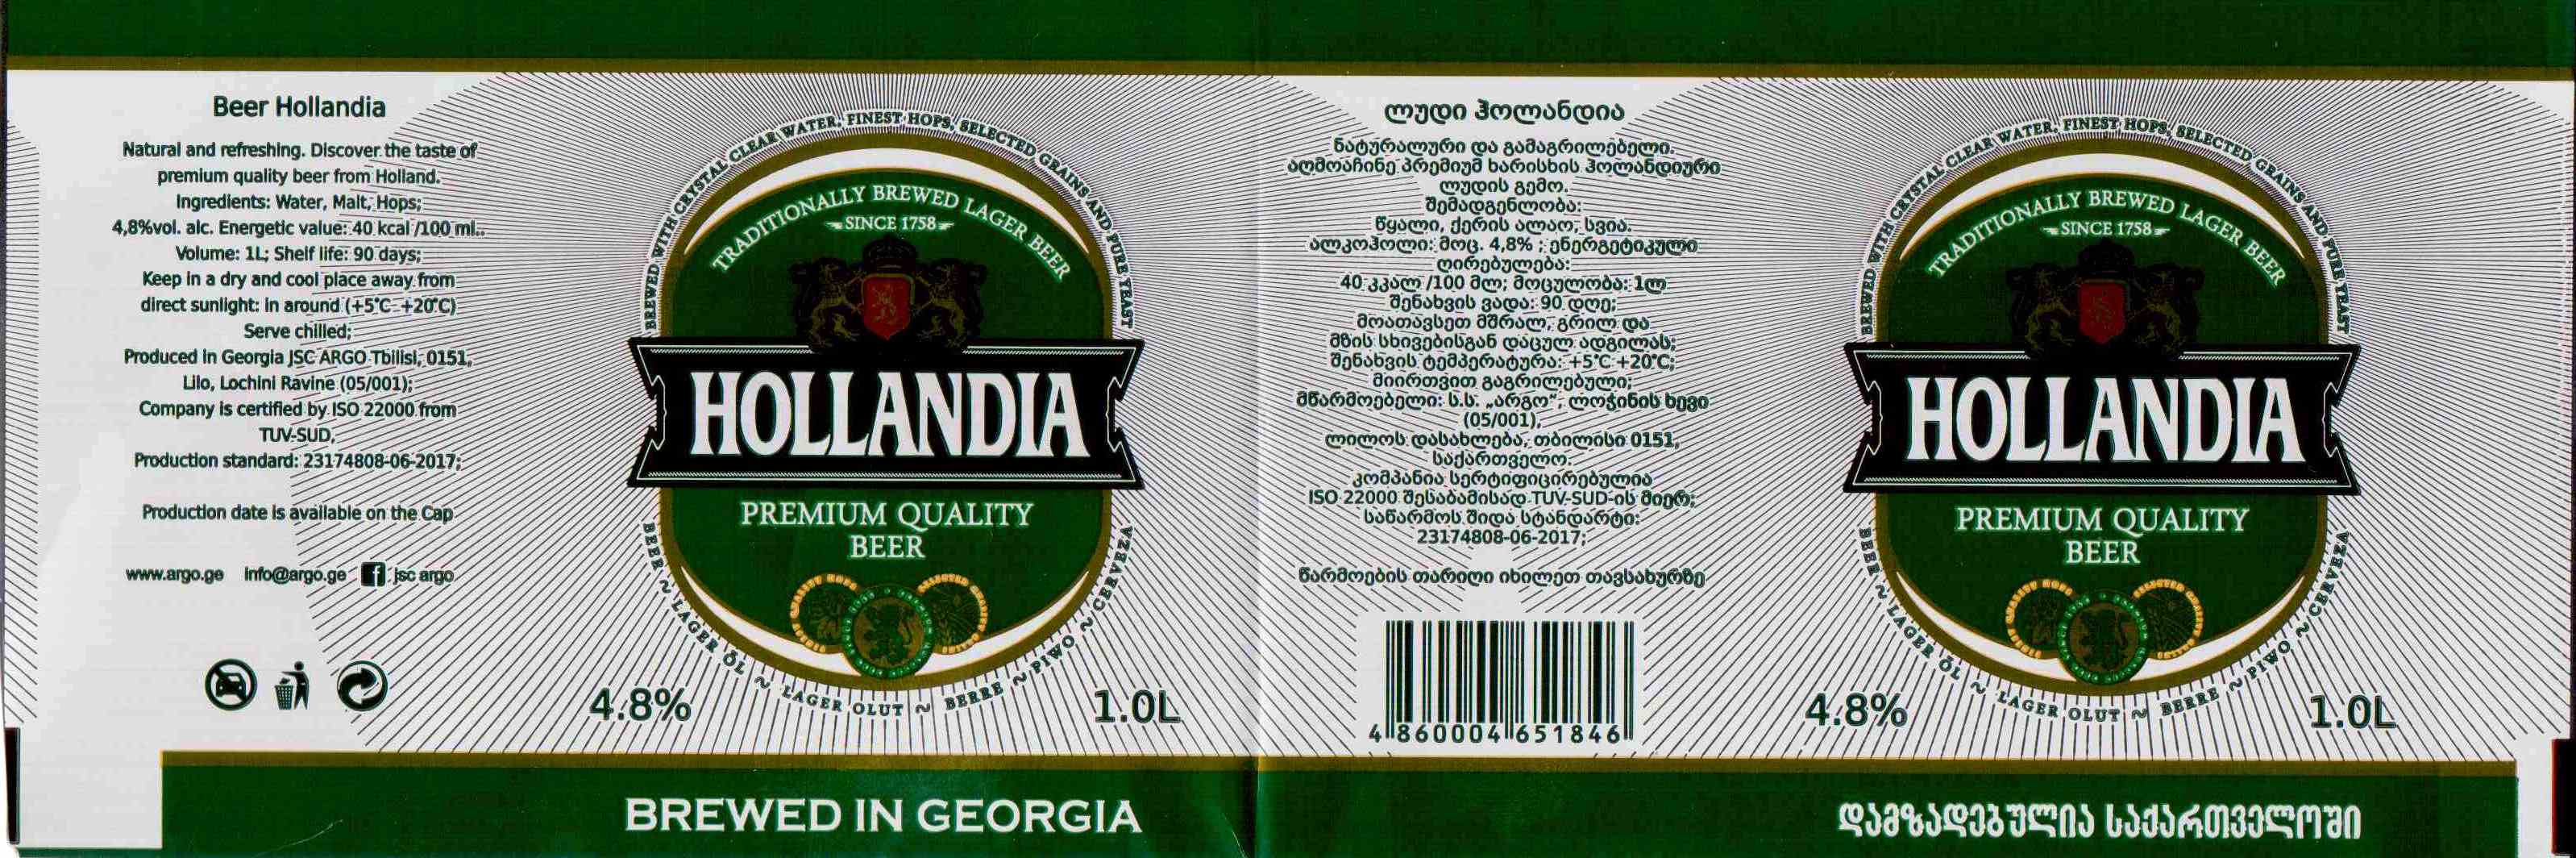 Beer Hollandia
Natural and refreshing. Discover the taste of
premium quality beer from Holland.
Ingredients: Water, Malt, Hops;
4,8%vol. alc. Energetic value: 40 kcal /100 ml..
Volume: 1L; Shelf life: 90 days;
Keep in a dry and cool place away from
direct sunlight: in around (+5°C +20°C)
Serve chilled;
Produced in Georgia JSC ARGO Tbilisi, 0151,
Lilo, Lochini Ravine (05/001);
Company is certified by ISO 22000 from
TUV-SUD,
Production standard: 23174808-06-2017;
Production date is available on the Cap
www.argo.ge info@argo.ge f jsc argo
BREWED WITH CRYSTAL CLEAR WATER, FINEST HOPS, SELECTED GRAINS AND PURE YEAST
TRADITIONALLY BREWED LAGER BEER
SINCE 1758
HOLLANDIA
PREMIUM QUALITY
BEER
BEER ~ LAGER ÖL ~ LAGER OLUT ~ BERRE ~ PIWO ~ CERVEZA
4.8%
1.0L
BREWED IN GEORGIA
ლუდი ჰოლანდია
ნატურალური და გამაგრილებელი.
აღმოაჩინე პრემიუმ ხარისხის ჰოლანდიური
ლუდის გემო.
შემადგენლობა:
წყალი, ქერის ალაო, სვია.
ალკოჰოლი: მოც. 4,8% ; ენერგეტიკული
ღირებულება:
40 კკალ /100 მლ; მოცულობა: 1ლ
შენახვის ვადა: 90 დღე;
მოათავსეთ მშრალ, გრილ და
მზის სხივებისგან დაცულ ადგილას;
შენახვის ტემპერატურა: +5°C +20°C;
მიირთვით გაგრილებული;
მწარმოებელი: ს.ს. „არგო“, ლოჭინის ხევი
(05/001),
ლილოს დასახლება, თბილისი 0151,
საქართველო.
კომპანია სერტიფიცირებულია
ISO 22000 შესაბამისად TUV-SUD-ის მიერ;
საწარმოს შიდა სტანდარტი:
23174808-06-2017;
წარმოების თარიღი იხილეთ თავსახურზე
4 860004 651846
BREWED WITH CRYSTAL CLEAR WATER, FINEST HOPS, SELECTED GRAINS AND PURE YEAST
TRADITIONALLY BREWED LAGER BEER
SINCE 1758
HOLLANDIA
PREMIUM QUALITY
BEER
BEER ~ LAGER ÖL ~ LAGER OLUT ~ BERRE ~ PIWO ~ CERVEZA
4.8%
1.0L
დამზადებულია საქართველოში